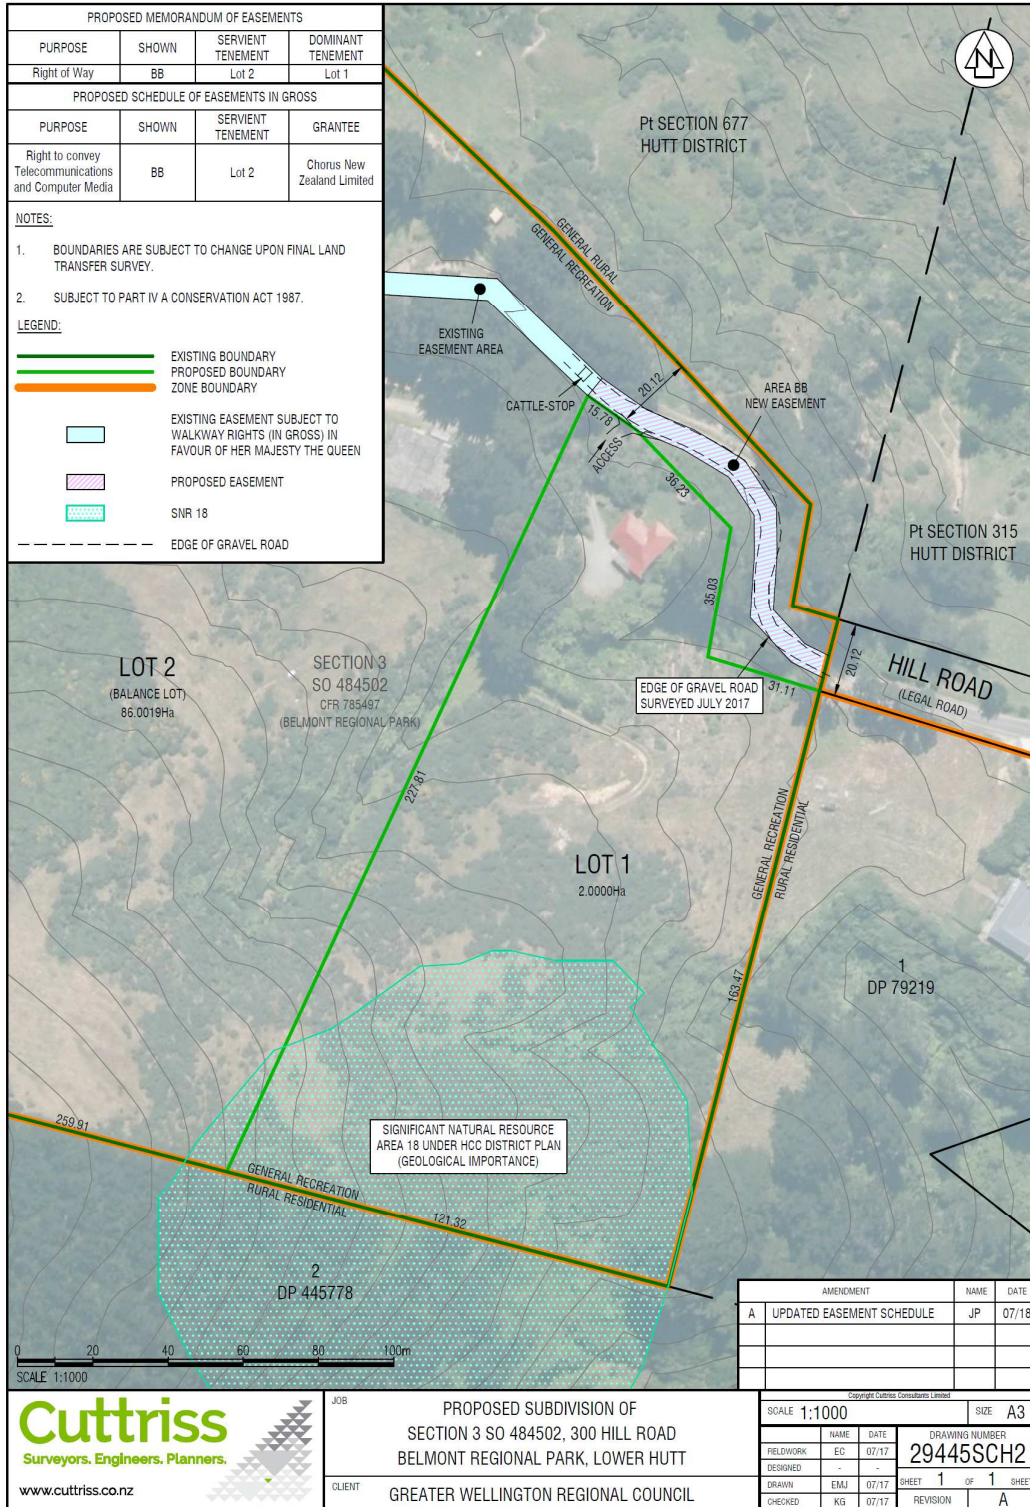 PROPOSED MEMORANDUM OF EASEMENTS
PURPOSE SHOWN SERVIENT TENEMENT DOMINANT TENEMENT
Right of Way BB Lot 2 Lot 1
PROPOSED SCHEDULE OF EASEMENTS IN GROSS
PURPOSE SHOWN SERVIENT TENEMENT GRANTEE
Right to convey Telecommunications and Computer Media BB Lot 2 Chorus New Zealand Limited
NOTES:
1. BOUNDARIES ARE SUBJECT TO CHANGE UPON FINAL LAND
TRANSFER SURVEY.
2. SUBJECT TO PART IV A CONSERVATION ACT 1987.
LEGEND:
EXISTING BOUNDARY
PROPOSED BOUNDARY
ZONE BOUNDARY
EXISTING EASEMENT SUBJECT TO
WALKWAY RIGHTS (IN GROSS) IN
FAVOUR OF HER MAJESTY THE QUEEN
PROPOSED EASEMENT
SNR 18
EDGE OF GRAVEL ROAD
N
Pt SECTION 677
HUTT DISTRICT
GENERAL RURAL
GENERAL RECREATION
EXISTING
EASEMENT AREA
CATTLE-STOP
20.12
15.78
ACCESS
AREA BB
NEW EASEMENT
36.23
Pt SECTION 315
HUTT DISTRICT
35.03
LOT 2
(BALANCE LOT)
86.0019Ha
SECTION 3
SO 484502
CFR 785497
(BELMONT REGIONAL PARK)
EDGE OF GRAVEL ROAD
SURVEYED JULY 2017
31.11
20.12
HILL ROAD
(LEGAL ROAD)
227.81
GENERAL RECREATION
RURAL RESIDENTIAL
LOT 1
2.0000Ha
163.47
1
DP 79219
259.91
SIGNIFICANT NATURAL RESOURCE
AREA 18 UNDER HCC DISTRICT PLAN
(GEOLOGICAL IMPORTANCE)
GENERAL RECREATION
RURAL RESIDENTIAL
121.32
2
DP 445778
0 20 40 60 80 100m
SCALE 1:1000
AMENDMENT NAME DATE
A UPDATED EASEMENT SCHEDULE JP 07/18
Cuttriss
Surveyors. Engineers. Planners.
www.cuttriss.co.nz
JOB
PROPOSED SUBDIVISION OF
SECTION 3 SO 484502, 300 HILL ROAD
BELMONT REGIONAL PARK, LOWER HUTT
CLIENT
GREATER WELLINGTON REGIONAL COUNCIL
Copyright Cuttriss Consultants Limited
SCALE 1:1000 SIZE A3
NAME DATE
FIELDWORK EC 07/17
DESIGNED - -
DRAWN EMJ 07/17
CHECKED KG 07/17
DRAWING NUMBER
29445SCH2
SHEET 1 OF 1 SHEET
REVISION A